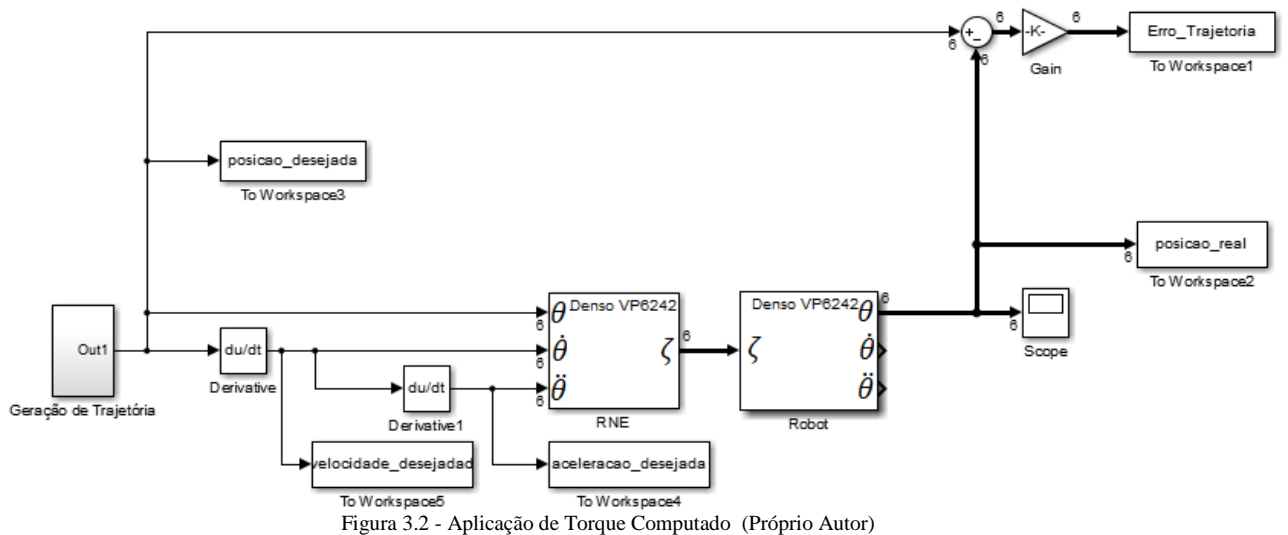 6
6
+
-
6
6
-K-
Gain
6
Erro_Trajetoria
To Workspace1
posicao_desejada
To Workspace3
6
posicao_real
To Workspace2
Out1
Geração de Trajetória
du/dt
Derivative
du/dt
Derivative1
Denso VP6242
θ
6
θ̇
6
θ̈
6
ζ
6
RNE
Denso VP6242
ζ
θ
6
θ̇
θ̈
Robot
6
Scope
velocidade_desejadad
To Workspace5
aceleracao_desejada
To Workspace4
Figura 3.2 - Aplicação de Torque Computado (Próprio Autor)